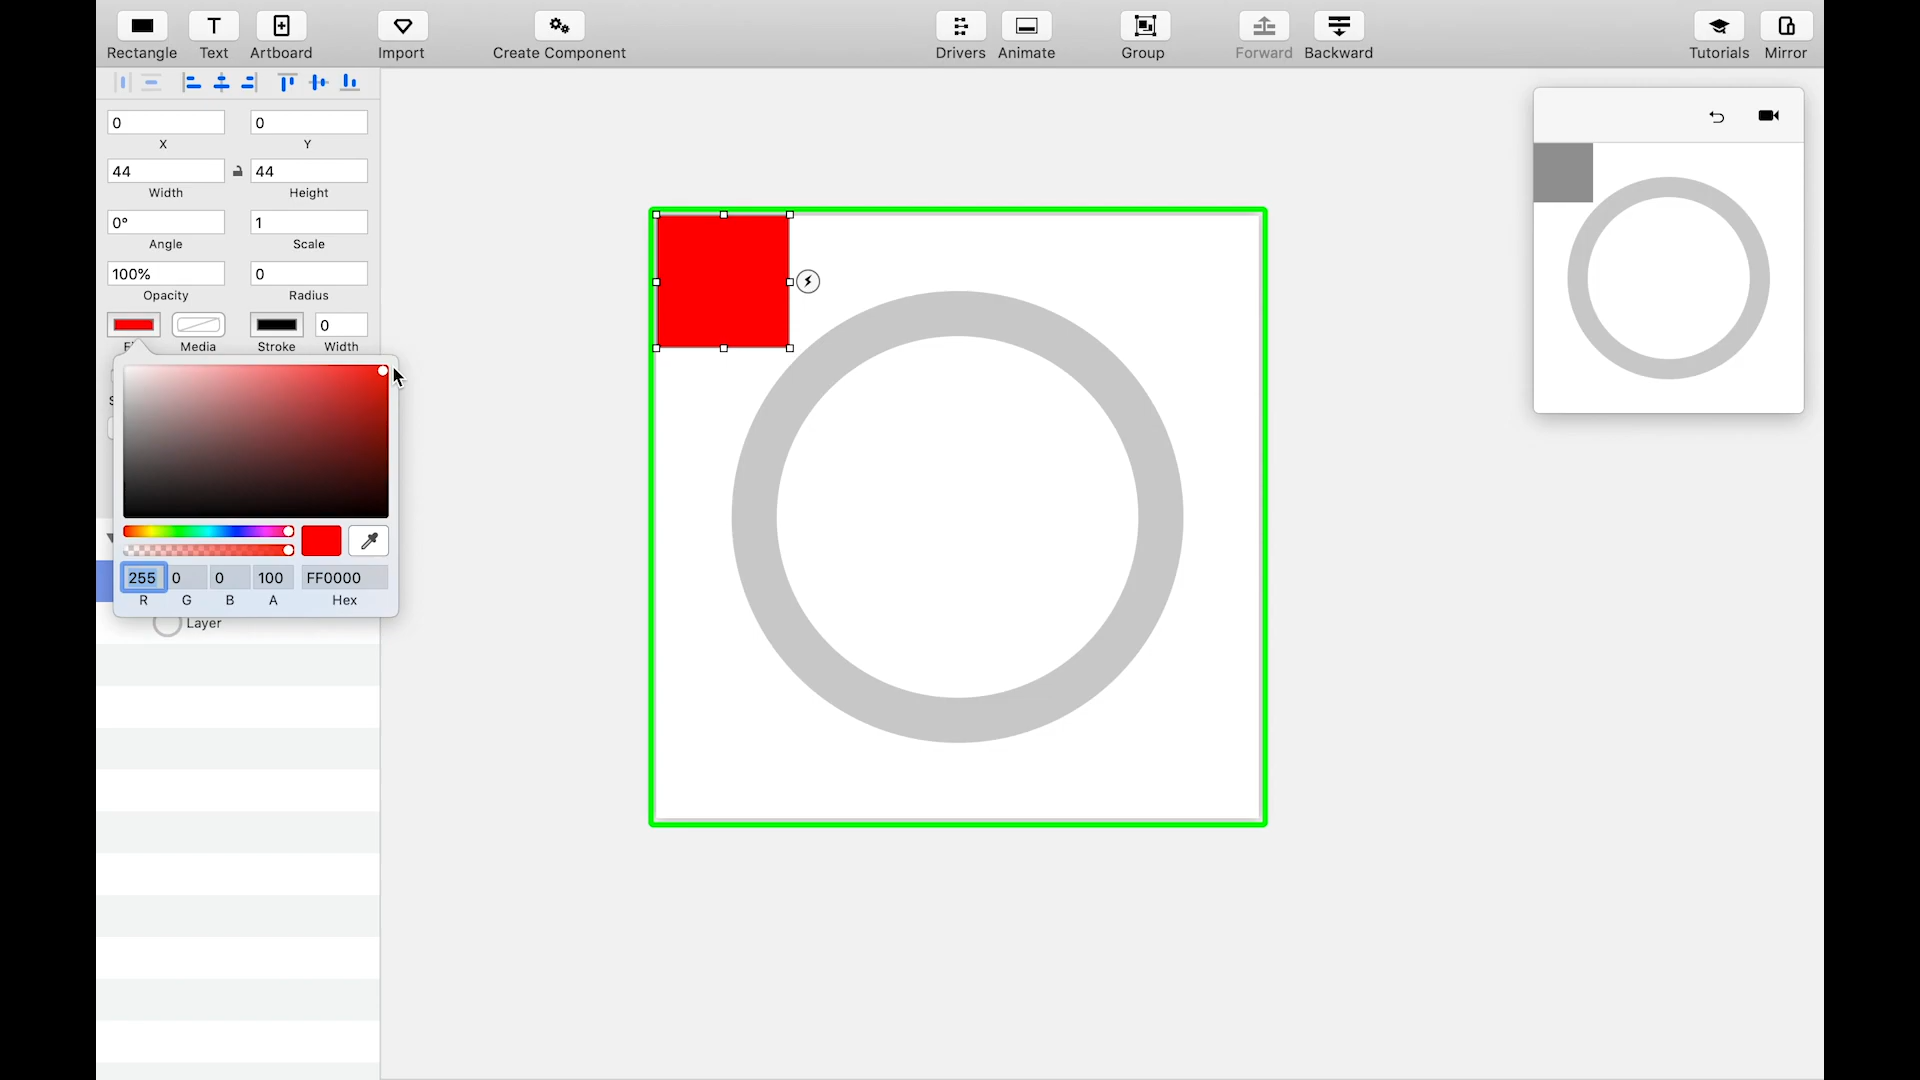 Rectangle Text Artboard Import Create Component Drivers Animate Group Forward Backward Tutorials Mirror
0 0
X Y
44 44
Width Height
0° 1
Angle Scale
100% 0
Opacity Radius
0
Media Stroke Width
255 0 0 100 FF0000
R G B A Hex
Layer